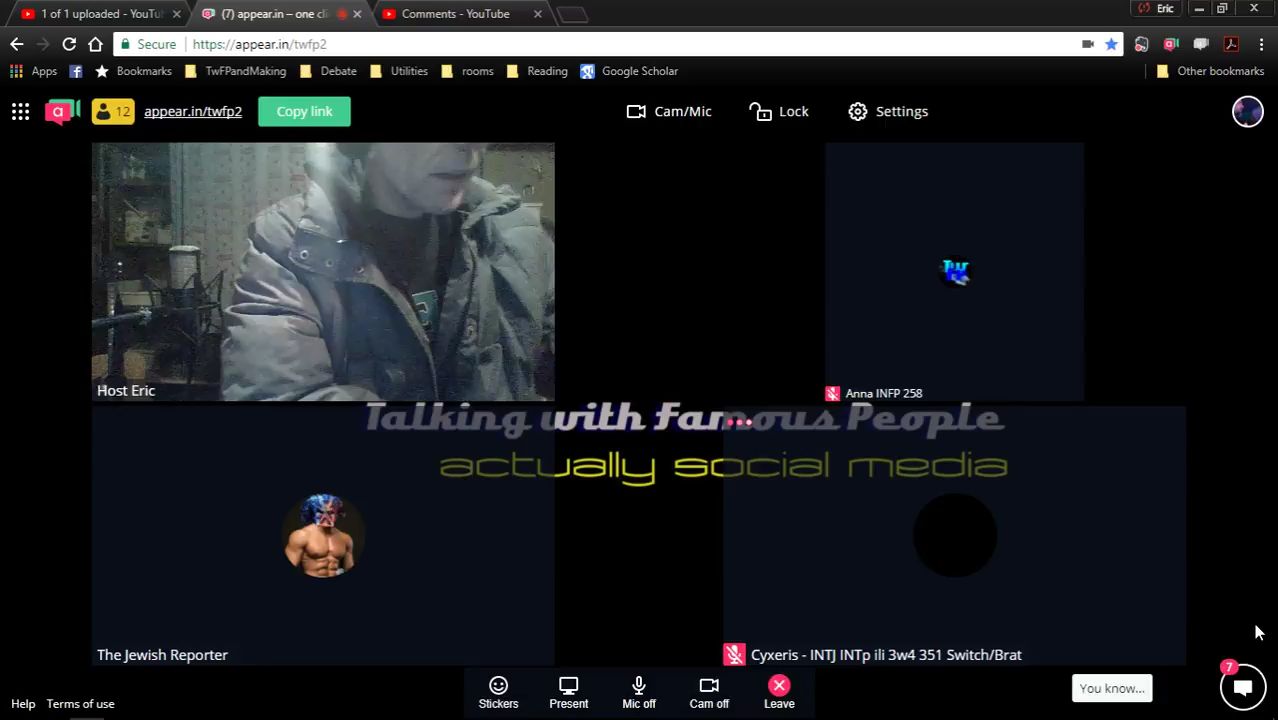 1 of 1 uploaded - YouTu
(7) appear.in – one cli
Comments - YouTube
Eric
Secure
https://appear.in/twfp2
Apps
Bookmarks
TwFPandMaking
Debate
Utilities
rooms
Reading
Google Scholar
Other bookmarks
a
12
appear.in/twfp2
Copy link
Cam/Mic
Lock
Settings
Host Eric
Anna INFP 258
Talking with Famous People
actually social media
The Jewish Reporter
Cyxeris - INTJ INTp ili 3w4 351 Switch/Brat
Help
Terms of use
Stickers
Present
Mic off
Cam off
Leave
You know...
7